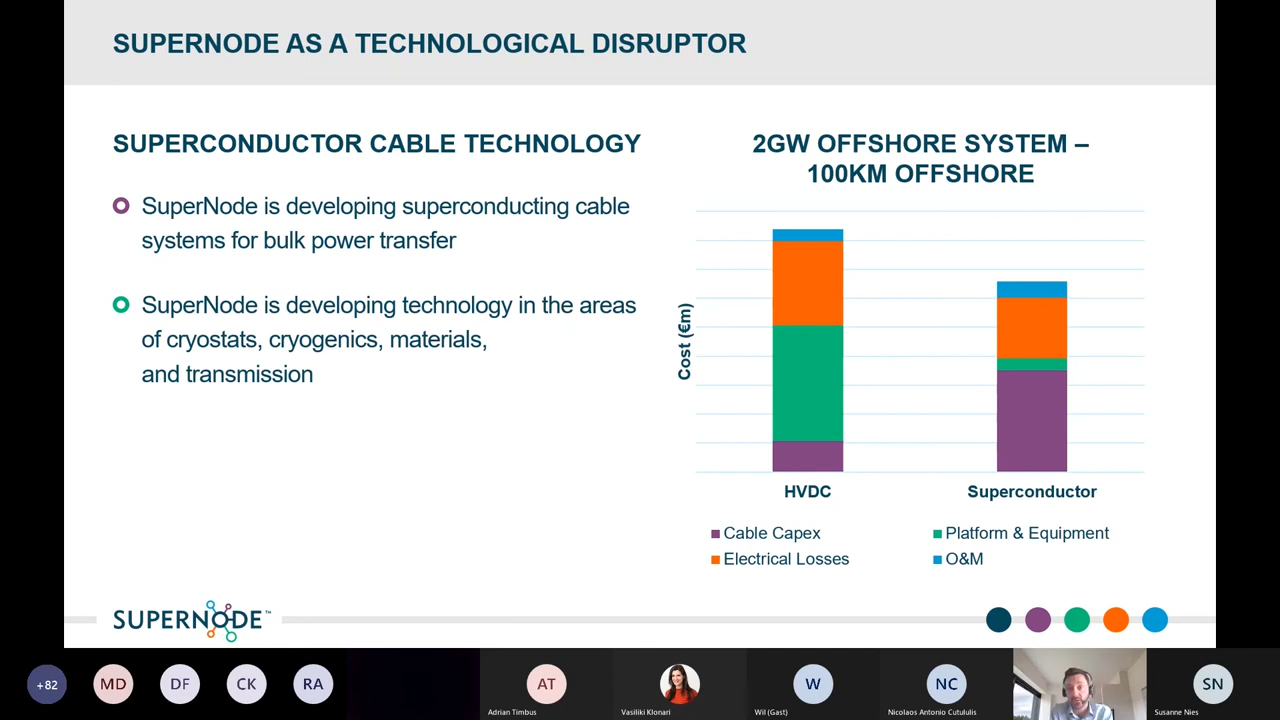 SUPERNODE AS A TECHNOLOGICAL DISRUPTOR
SUPERCONDUCTOR CABLE TECHNOLOGY
SuperNode is developing superconducting cable
systems for bulk power transfer
SuperNode is developing technology in the areas
of cryostats, cryogenics, materials,
and transmission
2GW OFFSHORE SYSTEM –
100KM OFFSHORE
Cost (€m)
HVDC
Superconductor
Cable Capex
Platform & Equipment
Electrical Losses
O&M
SUPERNODE™
+82
MD
DF
CK
RA
AT
Adrian Timbus
Vasiliki Klonari
W
Wil (Gast)
NC
Nicolaos Antonio Cutululis
SN
Susanne Nies